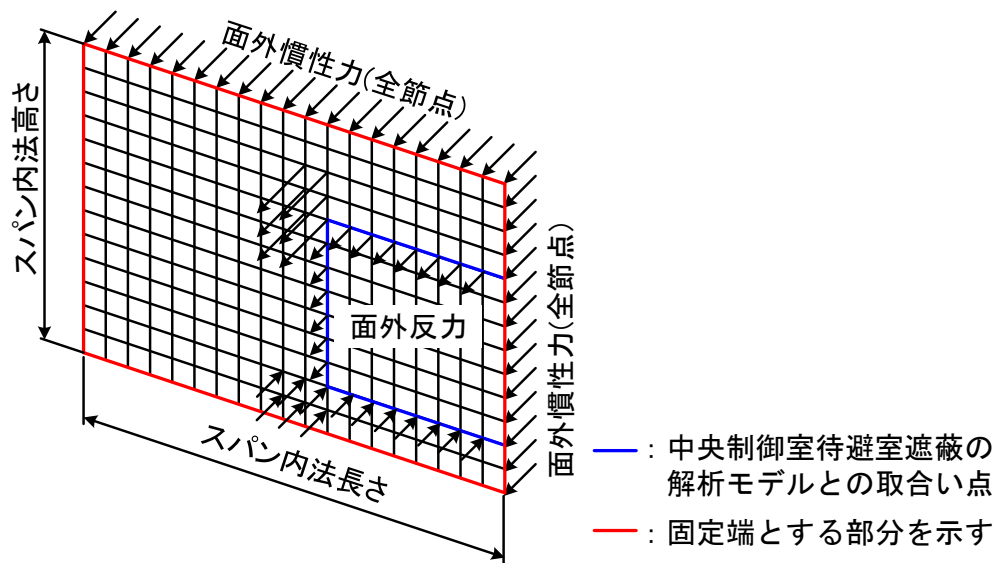 面外慣性力(全節点)
スパン内法高さ
面外反力
面外慣性力(全節点)
スパン内法長さ
：中央制御室待避室遮蔽の
解析モデルとの取合い点
：固定端とする部分を示す